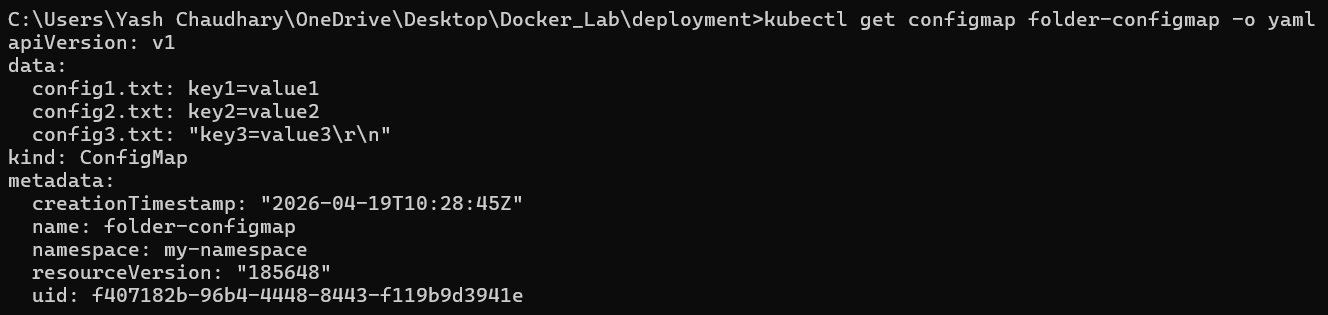 C:\Users\Yash Chaudhary\OneDrive\Desktop\Docker_Lab\deployment>kubectl get configmap folder-configmap -o yaml
apiVersion: v1
data:
  config1.txt: key1=value1
  config2.txt: key2=value2
  config3.txt: "key3=value3\r\n"
kind: ConfigMap
metadata:
  creationTimestamp: "2026-04-19T10:28:45Z"
  name: folder-configmap
  namespace: my-namespace
  resourceVersion: "185648"
  uid: f407182b-96b4-4448-8443-f119b9d3941e